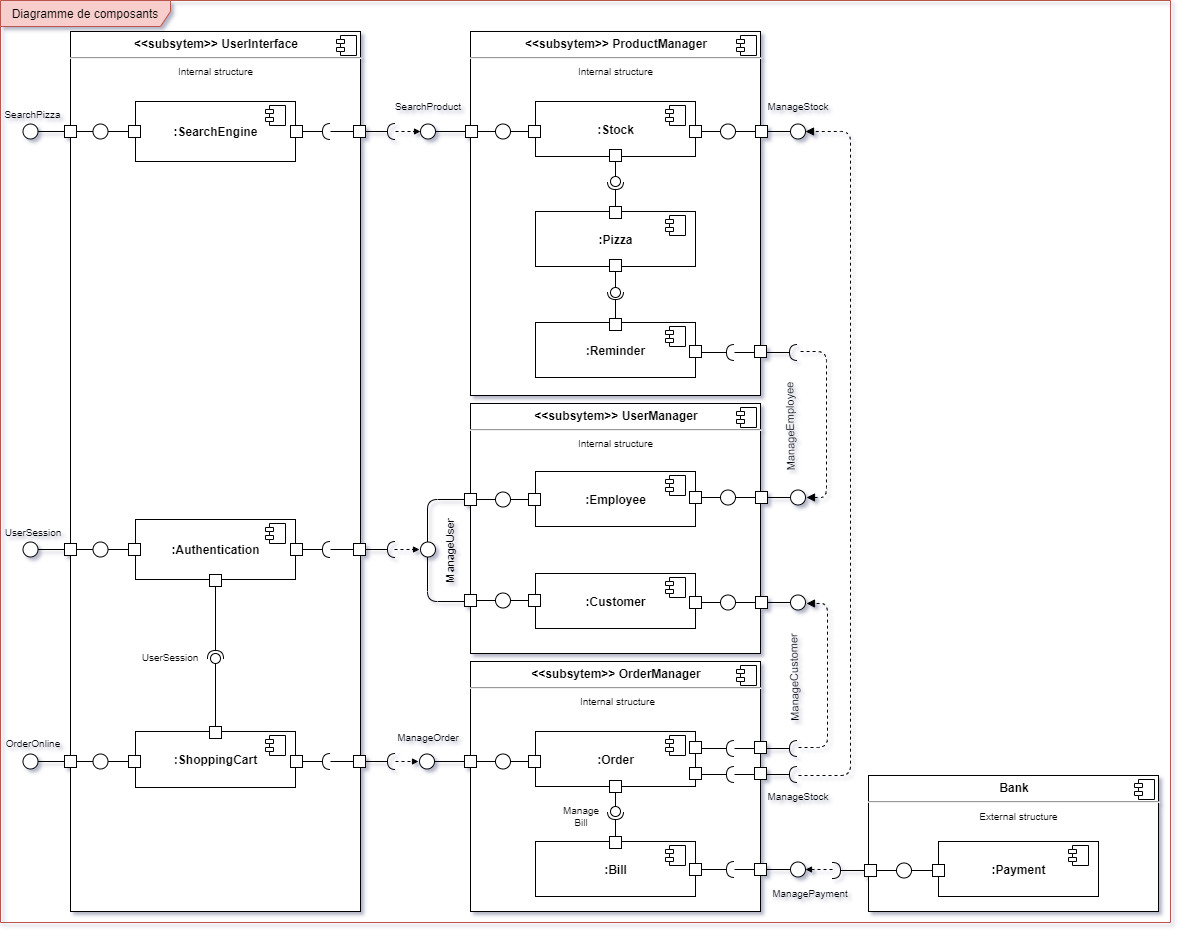 Diagramme de composants
<<subsytem>> UserInterface
Internal structure
SearchPizza
:SearchEngine
UserSession
:Authentication
UserSession
OrderOnline
:ShoppingCart
SearchProduct
ManageUser
ManageOrder
<<subsytem>> ProductManager
Internal structure
:Stock
:Pizza
:Reminder
ManageStock
ManageEmployee
<<subsytem>> UserManager
Internal structure
:Employee
:Customer
ManageCustomer
<<subsytem>> OrderManager
Internal structure
:Order
Manage
Bill
:Bill
ManageStock
ManagePayment
Bank
External structure
:Payment